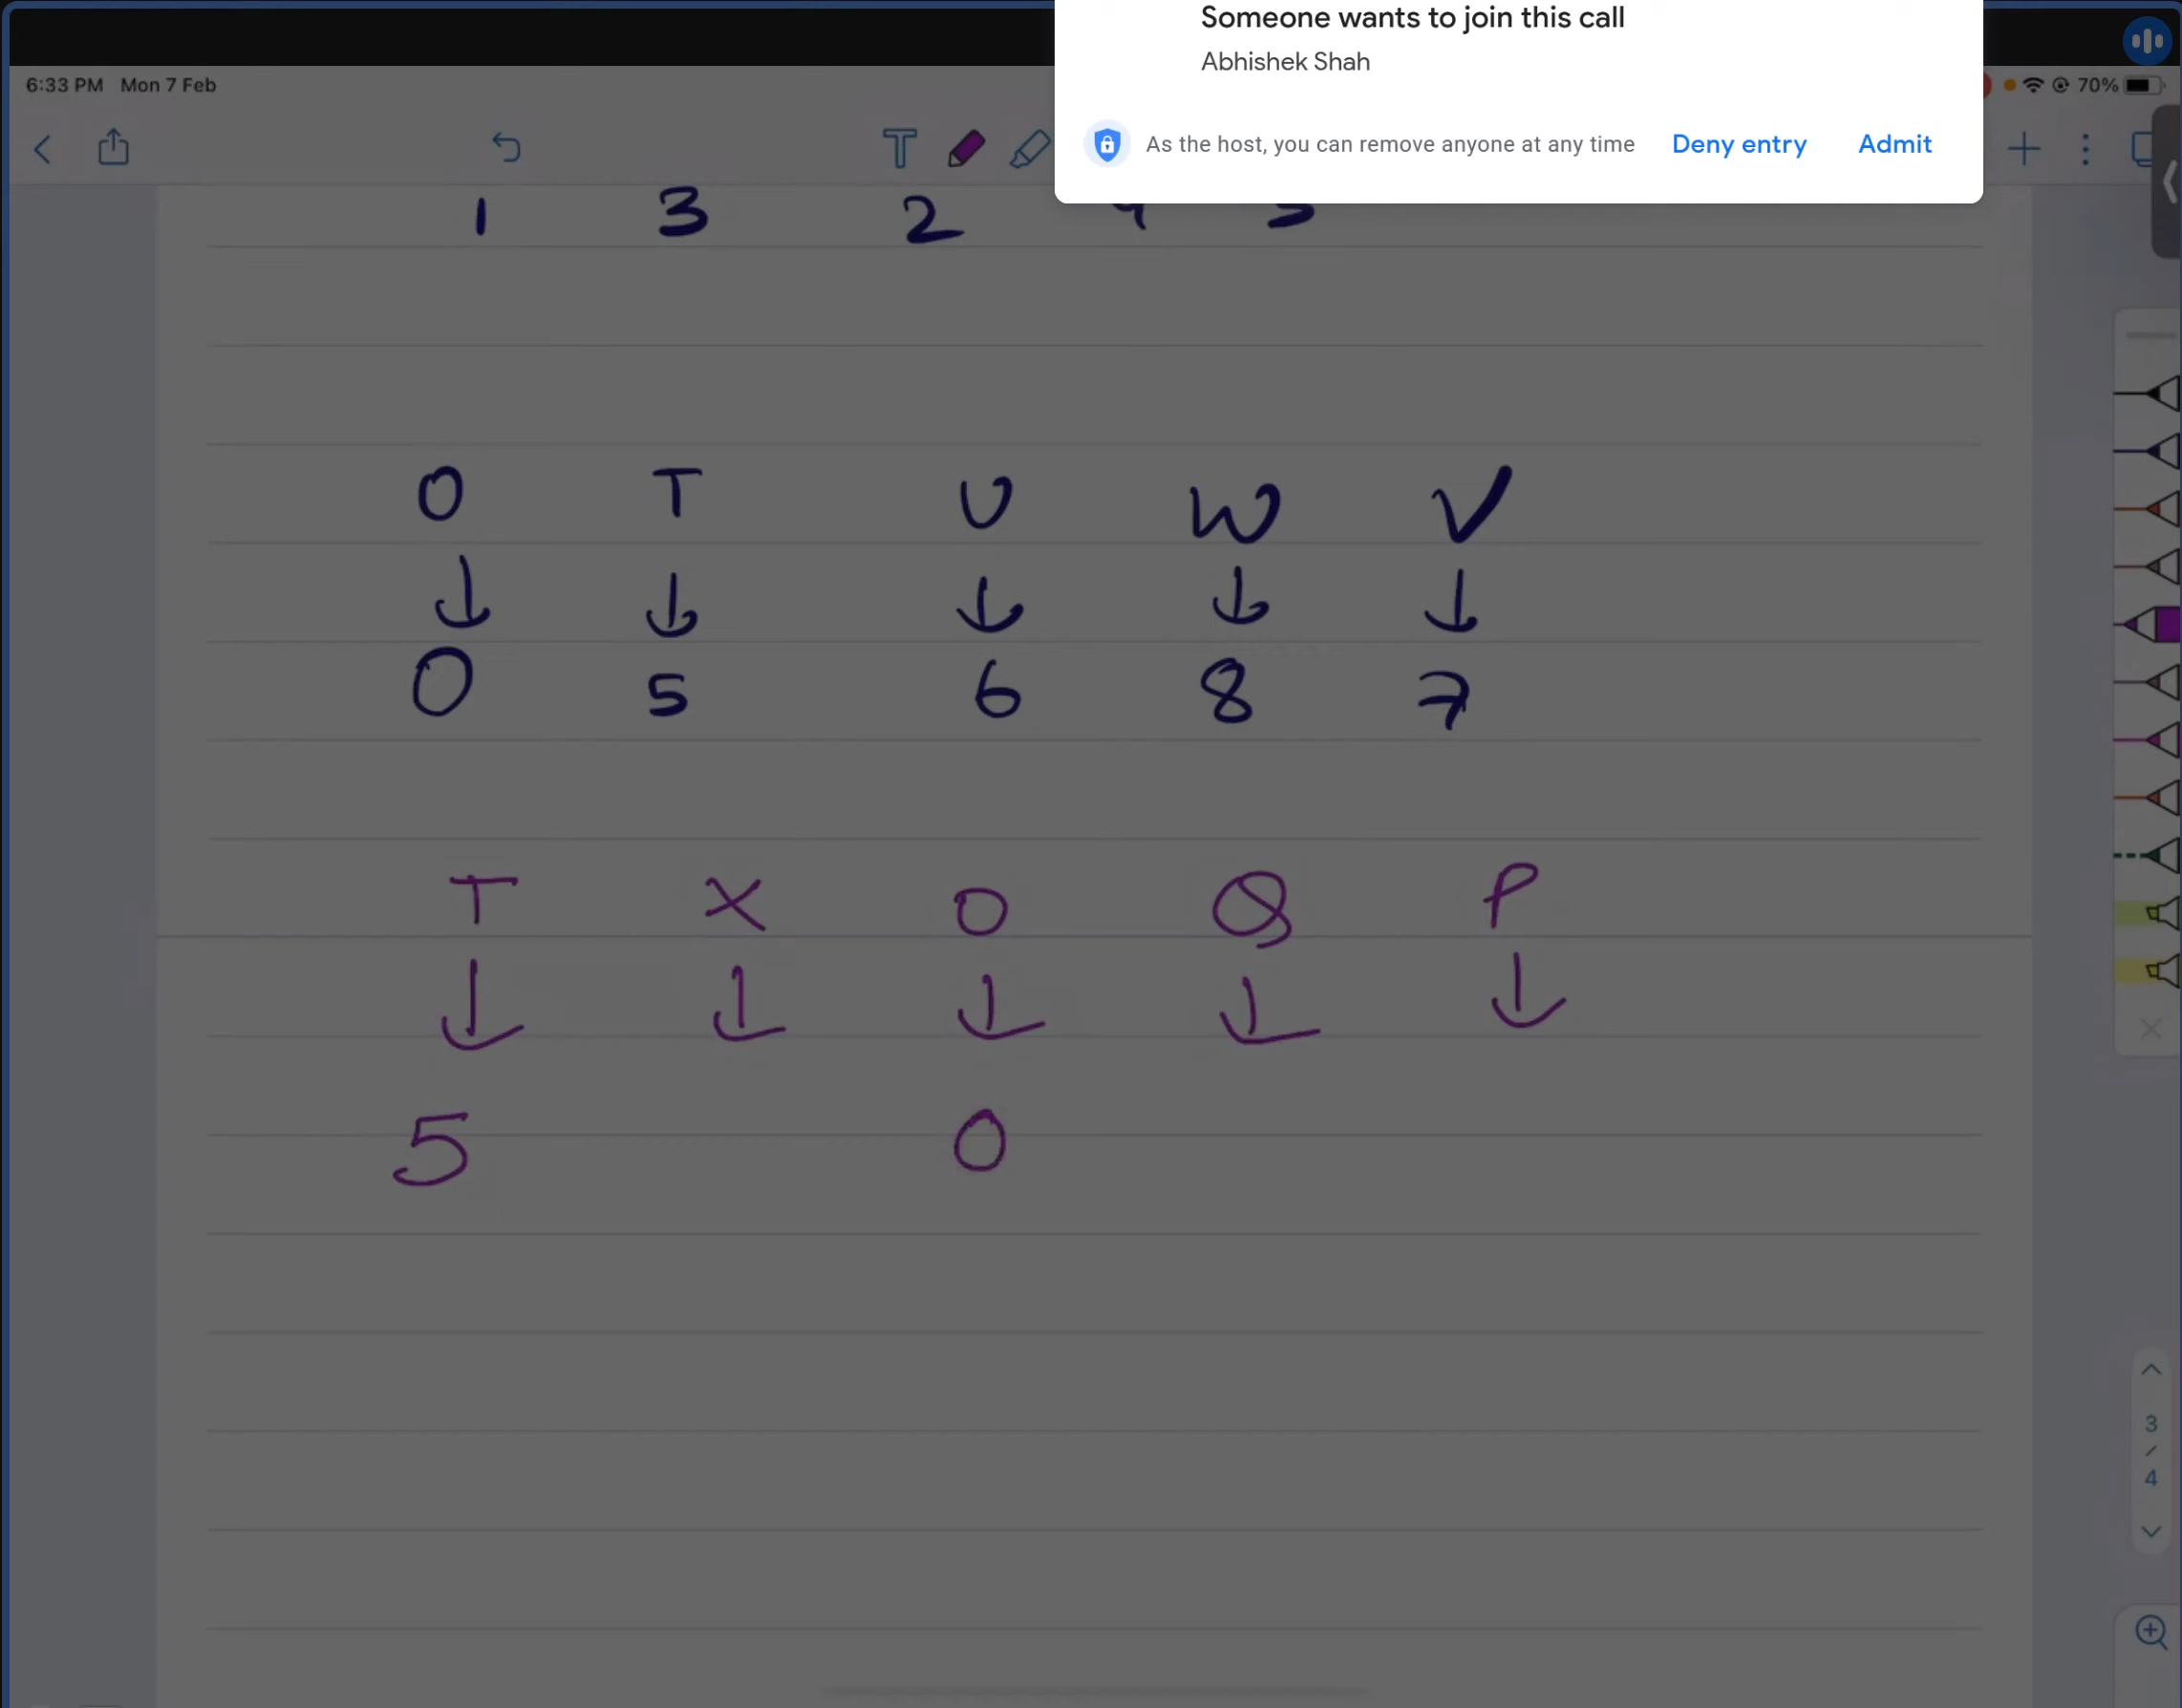 Someone wants to join this call
Abhishek Shah
6:33 PM Mon 7 Feb
70%
As the host, you can remove anyone at any time Deny entry Admit
T
1 3 2
O T U W V
↓ ↓ ↓ ↓ ↓
0 5 6 8 7
T X O Q P
↓ ↓ ↓ ↓ ↓
5 0
3
/
4